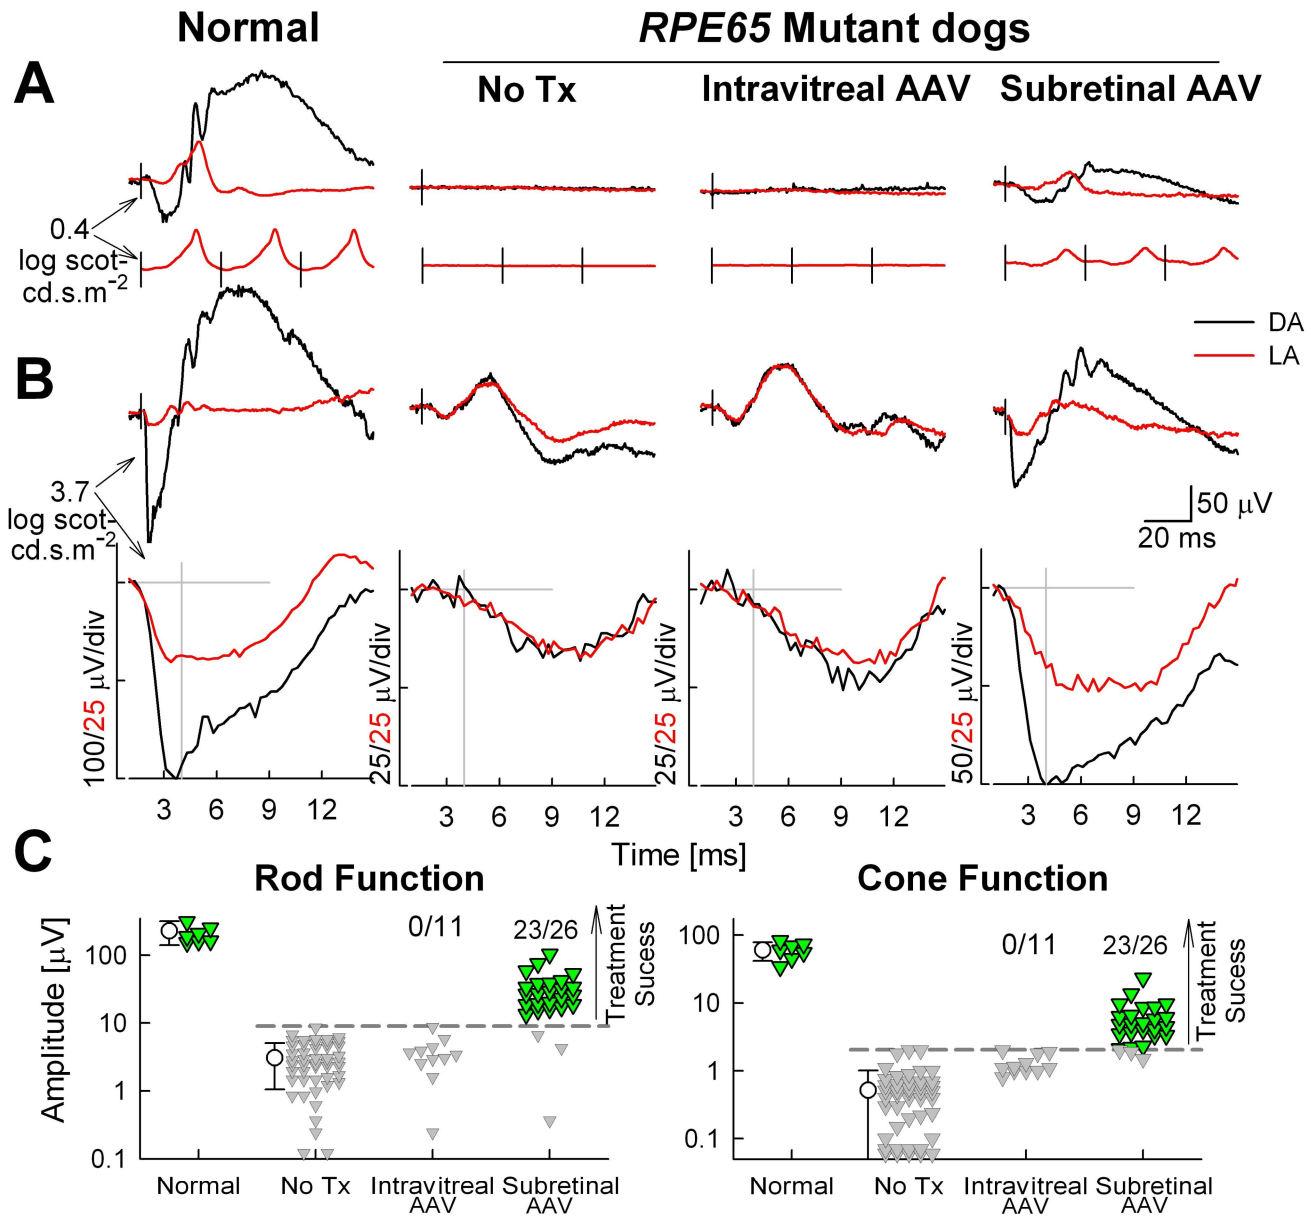 Normal
RPE65 Mutant dogs
A
No Tx
Intravitreal AAV
Subretinal AAV
0.4
log scot-
cd.s.m-2
DA
LA
B
3.7
log scot-
cd.s.m-2
50 µV
20 ms
100/25 µV/div
25/25 µV/div
25/25 µV/div
50/25 µV/div
3 6 9 12
3 6 9 12
3 6 9 12
3 6 9 12
Time [ms]
C
Rod Function
Cone Function
Amplitude [µV]
100
10
1
0.1
0/11
23/26
Treatment
Sucess
Normal
No Tx
Intravitreal
AAV
Subretinal
AAV
100
10
1
0.1
0/11
23/26
Treatment
Sucess
Normal
No Tx
Intravitreal
AAV
Subretinal
AAV